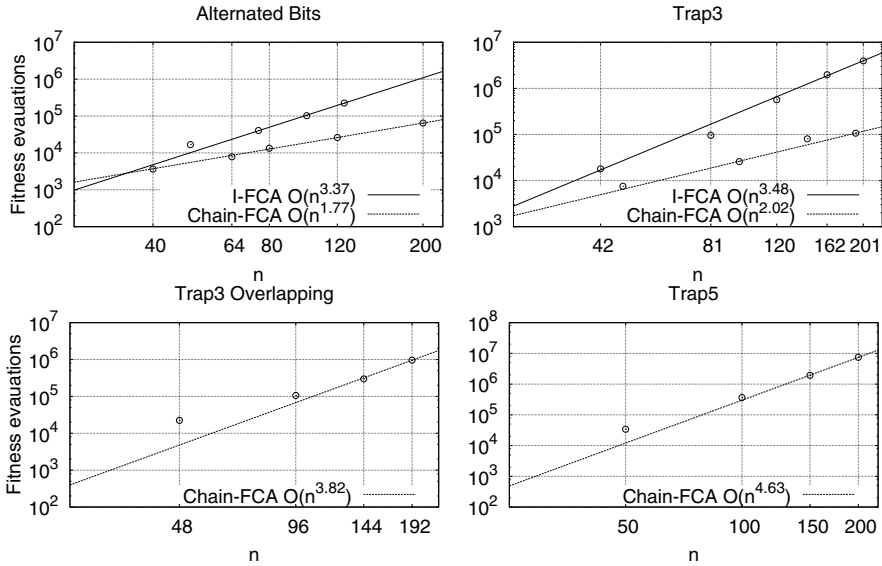 Alternated Bits
Fitness evauations
10^7
10^6
10^5
10^4
10^3
10^2
I-FCA O(n^3.37)
Chain-FCA O(n^1.77)
40 64 80 120 200
n
Trap3
10^7
10^6
10^5
10^4
10^3
I-FCA O(n^3.48)
Chain-FCA O(n^2.02)
42 81 120 162 201
n
Trap3 Overlapping
Fitness evauations
10^7
10^6
10^5
10^4
10^3
10^2
Chain-FCA O(n^3.82)
48 96 144 192
n
Trap5
10^8
10^7
10^6
10^5
10^4
10^3
10^2
Chain-FCA O(n^4.63)
50 100 150 200
n